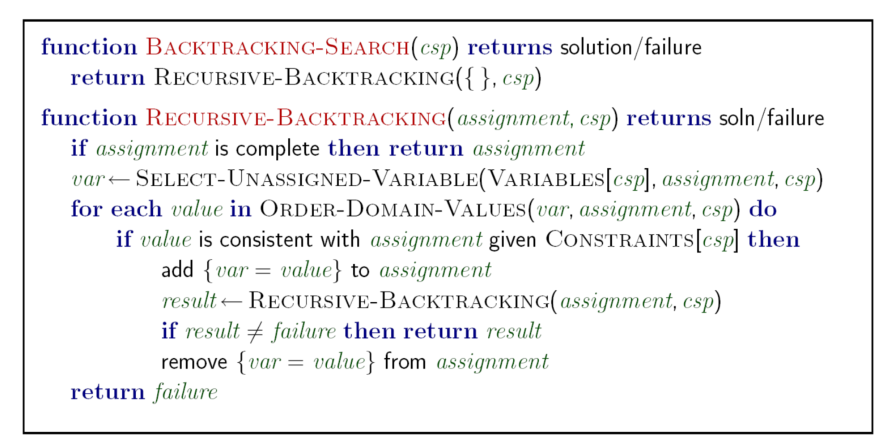 function BACKTRACKING-SEARCH(csp) returns solution/failure
return RECURSIVE-BACKTRACKING({ }, csp)
function RECURSIVE-BACKTRACKING(assignment, csp) returns soln/failure
if assignment is complete then return assignment
var ← SELECT-UNASSIGNED-VARIABLE(VARIABLES[csp], assignment, csp)
for each value in ORDER-DOMAIN-VALUES(var, assignment, csp) do
if value is consistent with assignment given CONSTRAINTS[csp] then
add {var = value} to assignment
result ← RECURSIVE-BACKTRACKING(assignment, csp)
if result ≠ failure then return result
remove {var = value} from assignment
return failure